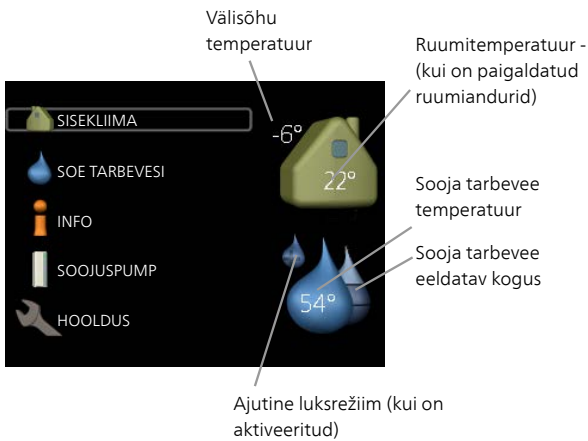 Välisõhu
temperatuur
Ruumitemperatuur -
(kui on paigaldatud
ruumiandurid)
SISEKLIIMA
-6°
SOE TARBEVESI
22°
INFO
Sooja tarbevee
temperatuur
SOOJUSPUMP
Sooja tarbevee
eeldatav kogus
54°
HOOLDUS
Ajutine luksrežiim (kui on
aktiveeritud)